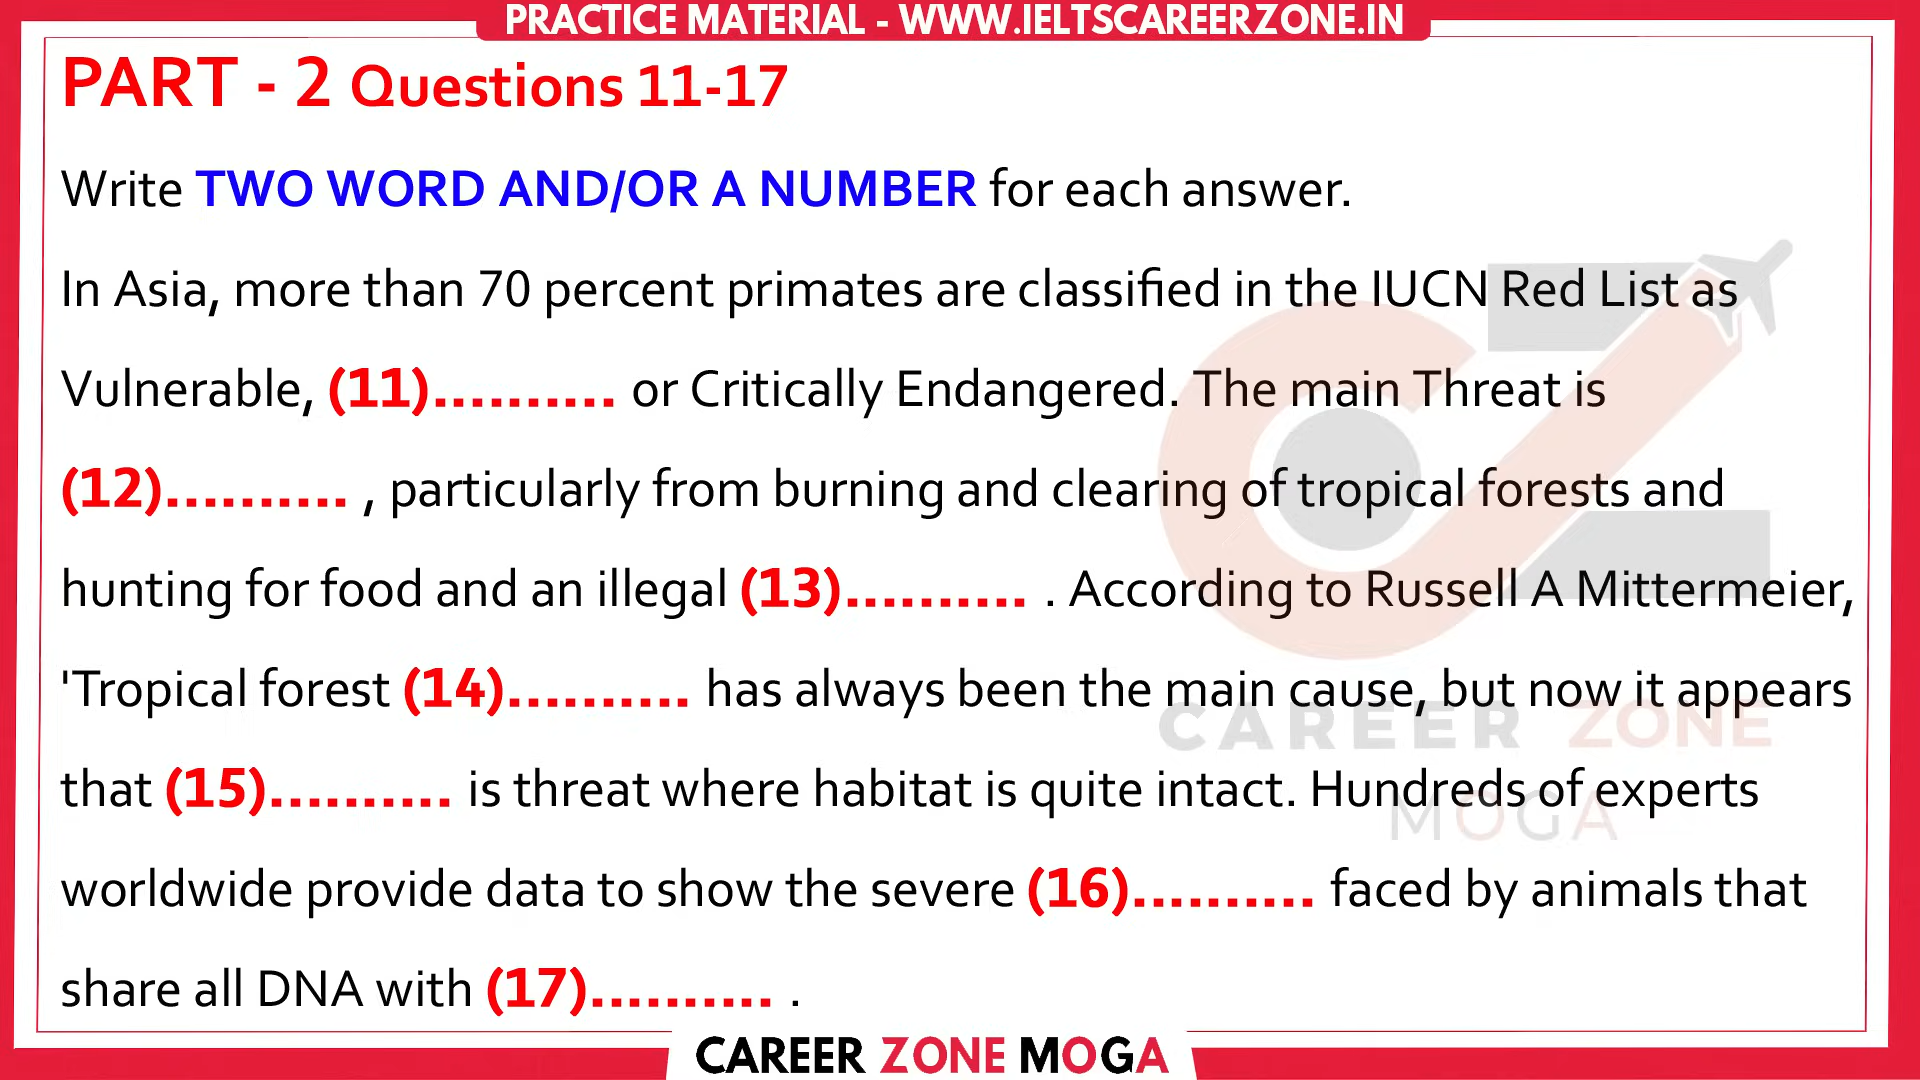 PRACTICE MATERIAL - WWW.IELTSCAREERZONE.IN
PART - 2 Questions 11-17
Write TWO WORD AND/OR A NUMBER for each answer.
In Asia, more than 70 percent primates are classified in the IUCN Red List as
Vulnerable, (11).......... or Critically Endangered. The main Threat is
(12).......... , particularly from burning and clearing of tropical forests and
hunting for food and an illegal (13).......... . According to Russell A Mittermeier,
'Tropical forest (14).......... has always been the main cause, but now it appears
that (15).......... is threat where habitat is quite intact. Hundreds of experts
worldwide provide data to show the severe (16).......... faced by animals that
share all DNA with (17).......... .
CAREER ZONE
MOGA
CAREER ZONE MOGA